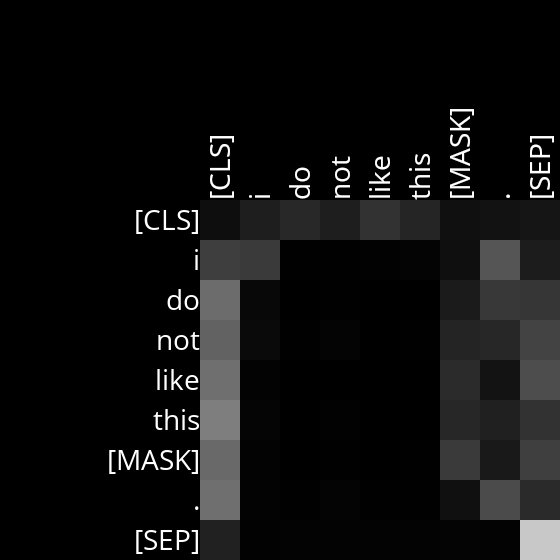 [CLS] i do not like this [MASK] . [SEP]
[CLS]
i
do
not
like
this
[MASK]
.
[SEP]